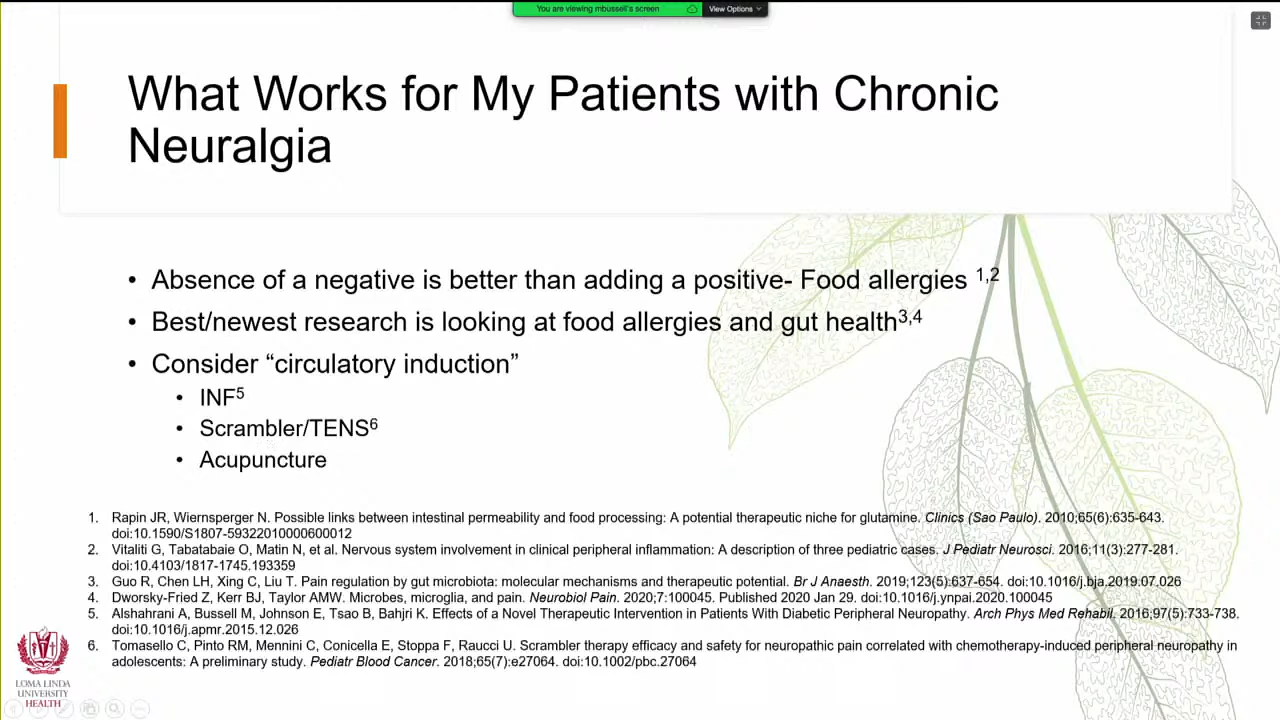 You are viewing mbussell's screen
View Options
What Works for My Patients with Chronic
Neuralgia
• Absence of a negative is better than adding a positive- Food allergies 1,2
• Best/newest research is looking at food allergies and gut health3,4
• Consider “circulatory induction”
• INF5
• Scrambler/TENS6
• Acupuncture
1. Rapin JR, Wiernsperger N. Possible links between intestinal permeability and food processing: A potential therapeutic niche for glutamine. Clinics (Sao Paulo). 2010;65(6):635-643.
doi:10.1590/S1807-59322010000600012
2. Vitaliti G, Tabatabaie O, Matin N, et al. Nervous system involvement in clinical peripheral inflammation: A description of three pediatric cases. J Pediatr Neurosci. 2016;11(3):277-281.
doi:10.4103/1817-1745.193359
3. Guo R, Chen LH, Xing C, Liu T. Pain regulation by gut microbiota: molecular mechanisms and therapeutic potential. Br J Anaesth. 2019;123(5):637-654. doi:10.1016/j.bja.2019.07.026
4. Dworsky-Fried Z, Kerr BJ, Taylor AMW. Microbes, microglia, and pain. Neurobiol Pain. 2020;7:100045. Published 2020 Jan 29. doi:10.1016/j.ynpai.2020.100045
5. Alshahrani A, Bussell M, Johnson E, Tsao B, Bahjri K. Effects of a Novel Therapeutic Intervention in Patients With Diabetic Peripheral Neuropathy. Arch Phys Med Rehabil. 2016;97(5):733-738.
doi:10.1016/j.apmr.2015.12.026
6. Tomasello C, Pinto RM, Mennini C, Conicella E, Stoppa F, Raucci U. Scrambler therapy efficacy and safety for neuropathic pain correlated with chemotherapy-induced peripheral neuropathy in
adolescents: A preliminary study. Pediatr Blood Cancer. 2018;65(7):e27064. doi:10.1002/pbc.27064
LOMA LINDA
UNIVERSITY
HEALTH